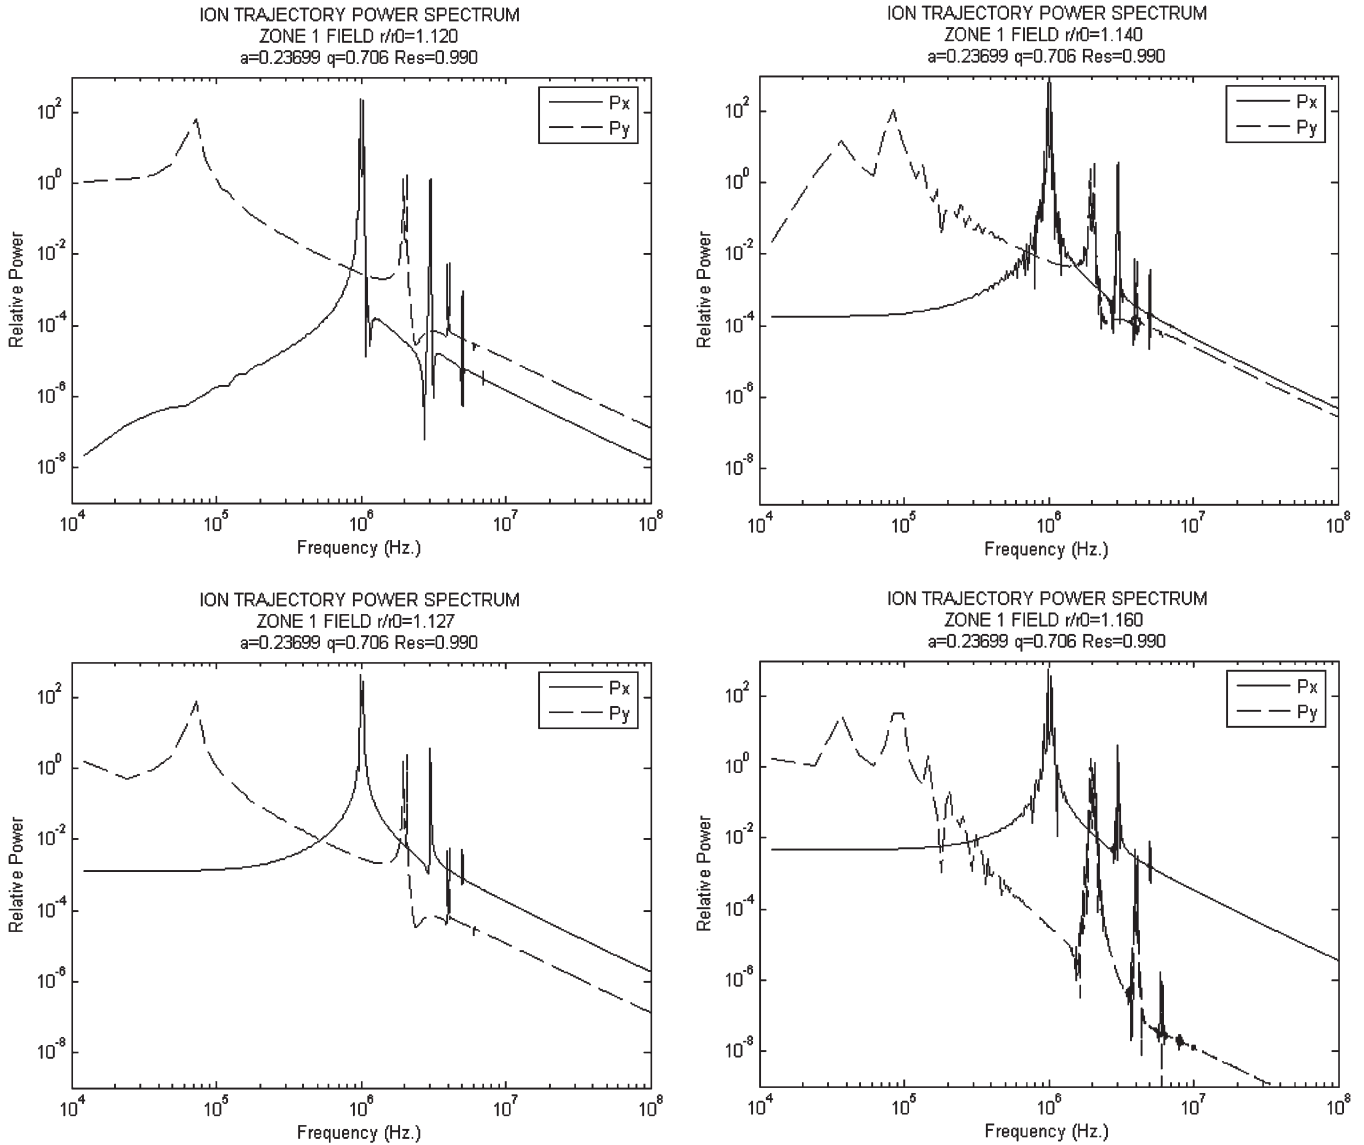 ION TRAJECTORY POWER SPECTRUM
ZONE 1 FIELD r/r0=1.120
a=0.23699 q=0.706 Res=0.990
Px
Py
10^2
10^0
10^-2
10^-4
10^-6
10^-8
Relative Power
10^4 10^5 10^6 10^7 10^8
Frequency (Hz.)
ION TRAJECTORY POWER SPECTRUM
ZONE 1 FIELD r/r0=1.140
a=0.23699 q=0.706 Res=0.990
Px
Py
10^2
10^0
10^-2
10^-4
10^-6
10^-8
Relative Power
10^4 10^5 10^6 10^7 10^8
Frequency (Hz.)
ION TRAJECTORY POWER SPECTRUM
ZONE 1 FIELD r/r0=1.127
a=0.23699 q=0.706 Res=0.990
Px
Py
10^2
10^0
10^-2
10^-4
10^-6
10^-8
Relative Power
10^4 10^5 10^6 10^7 10^8
Frequency (Hz.)
ION TRAJECTORY POWER SPECTRUM
ZONE 1 FIELD r/r0=1.160
a=0.23699 q=0.706 Res=0.990
Px
Py
10^2
10^0
10^-2
10^-4
10^-6
10^-8
Relative Power
10^4 10^5 10^6 10^7 10^8
Frequency (Hz.)